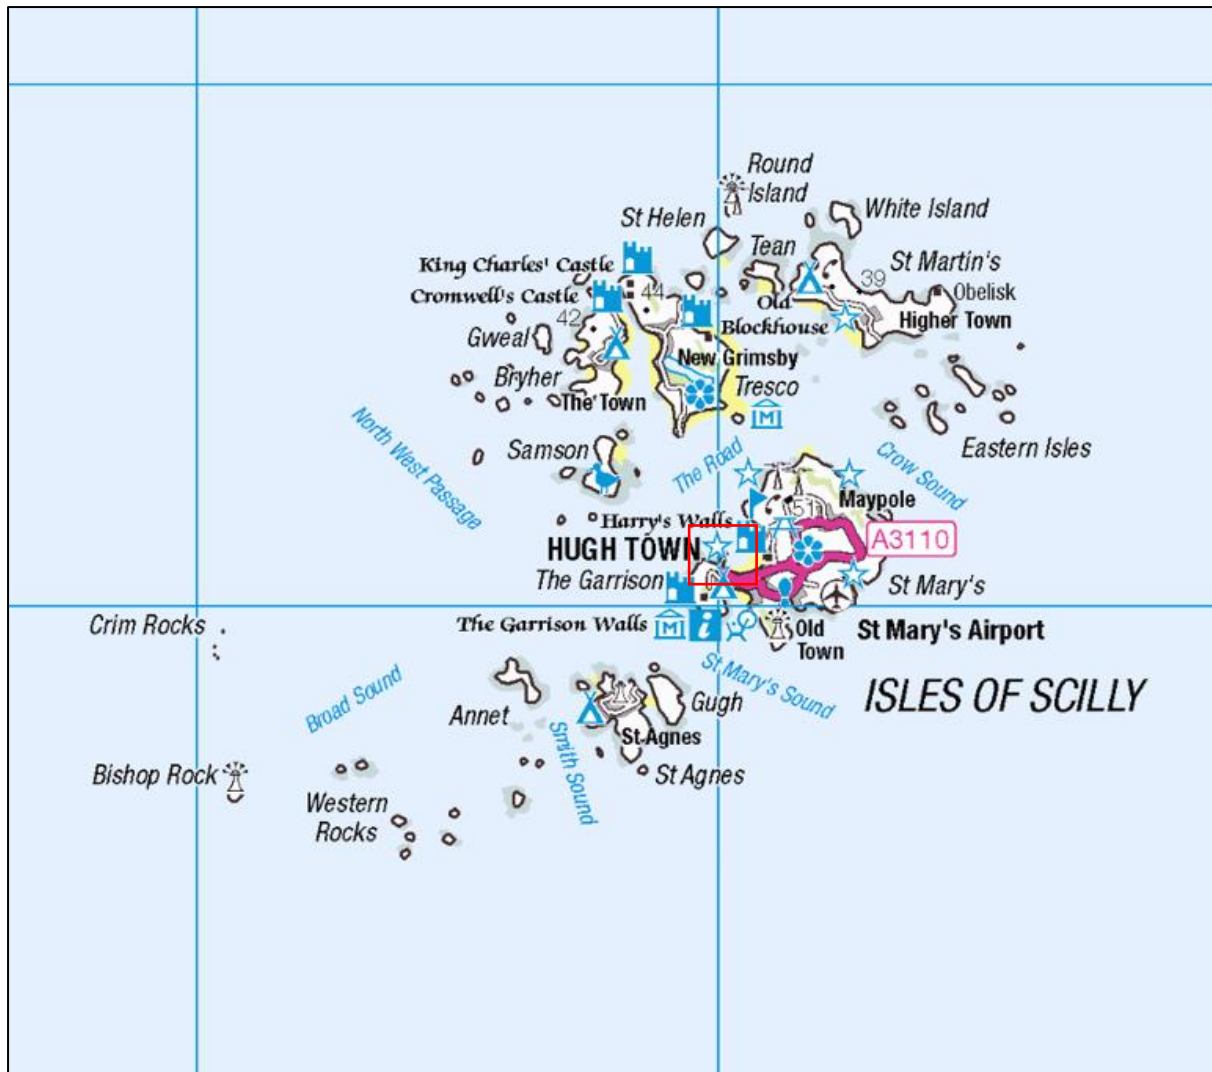 Round
Island
White Island
St Helen
Tean
King Charles' Castle
St Martin's
39
Obelisk
Cromwell's Castle
44
Old
Blockhouse
Higher Town
42
Gweal
New Grimsby
Bryher
Tresco
The Town
M
North West Passage
Samson
The Road
Crow Sound
Eastern Isles
Maypole
51
Harry's Walls
HUGH TOWN
A3110
The Garrison
St Mary's
Crim Rocks
The Garrison Walls
M
i
Old
Town
St Mary's Airport
St Mary's Sound
Broad Sound
ISLES OF SCILLY
Annet
Gugh
Smith Sound
St Agnes
St Agnes
Bishop Rock
Western
Rocks